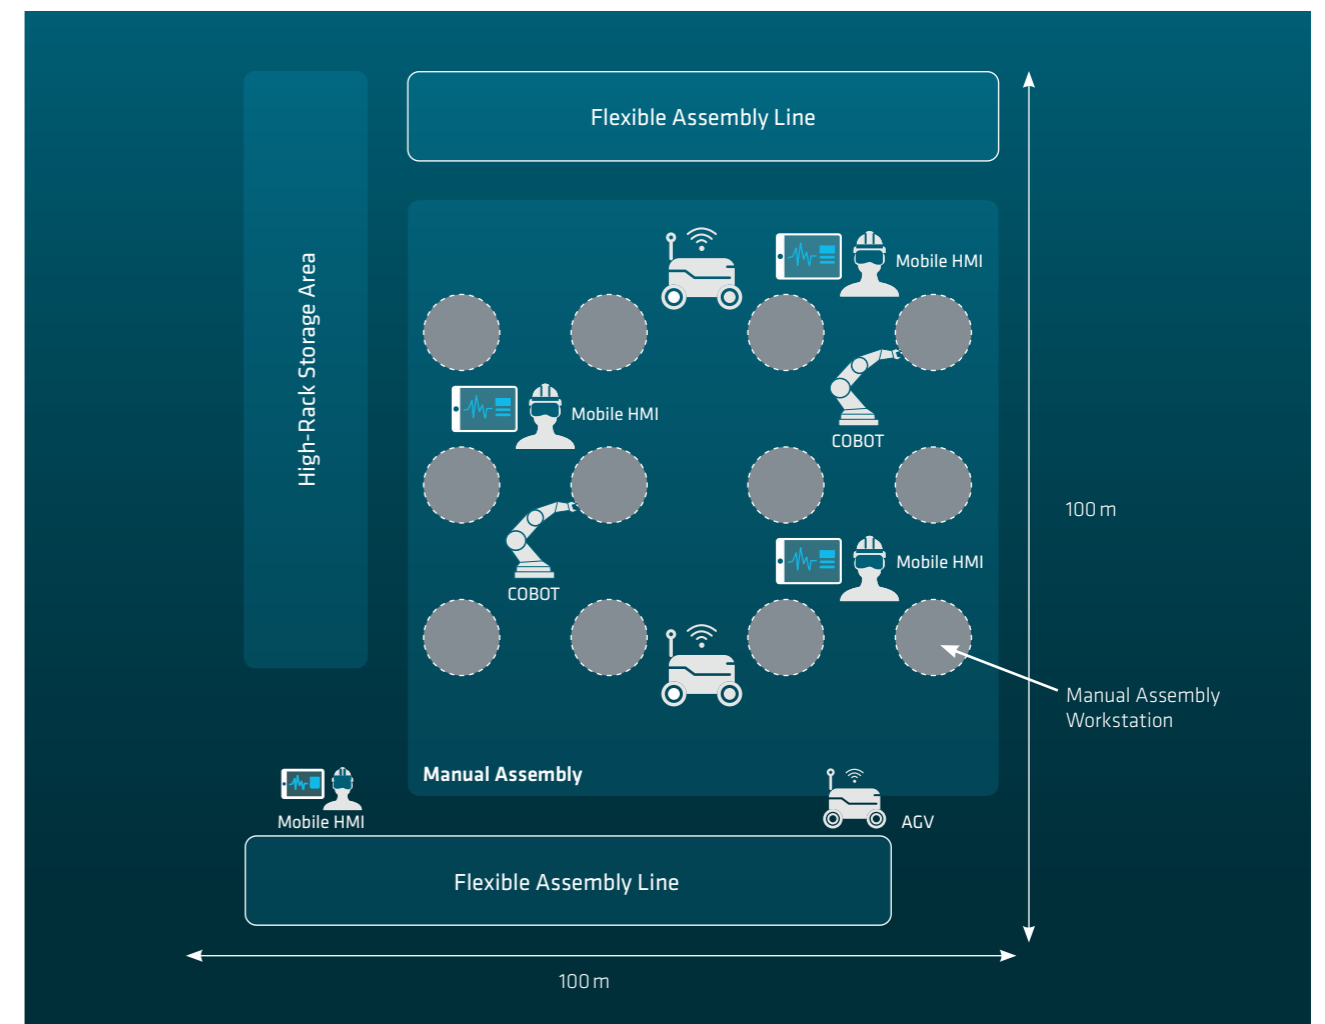 Flexible Assembly Line
High-Rack Storage Area
Mobile HMI
Mobile HMI
COBOT
100 m
Mobile HMI
COBOT
Manual Assembly
Workstation
Manual Assembly
Mobile HMI
AGV
Flexible Assembly Line
100 m